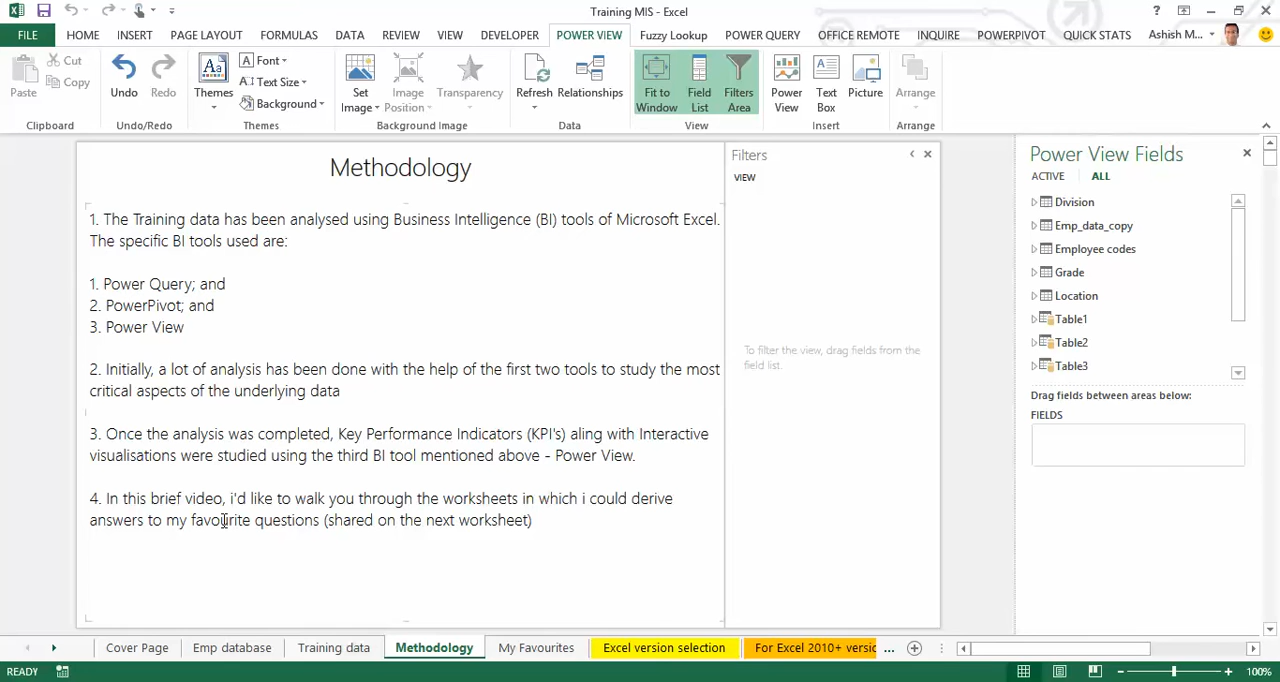 Training MIS - Excel
?
FILE HOME INSERT PAGE LAYOUT FORMULAS DATA REVIEW VIEW DEVELOPER POWER VIEW Fuzzy Lookup POWER QUERY OFFICE REMOTE INQUIRE POWERPIVOT QUICK STATS Ashish M...
Paste
Cut
Copy
Clipboard
Undo
Redo
Undo/Redo
Themes
Font
Text Size
Background
Themes
Set Image
Image Position
Transparency
Background Image
Refresh
Relationships
Data
Fit to Window
Field List
Filters Area
View
Power View
Text Box
Picture
Insert
Arrange
Arrange
Methodology
1. The Training data has been analysed using Business Intelligence (BI) tools of Microsoft Excel.
The specific BI tools used are:
1. Power Query; and
2. PowerPivot; and
3. Power View
2. Initially, a lot of analysis has been done with the help of the first two tools to study the most
critical aspects of the underlying data
3. Once the analysis was completed, Key Performance Indicators (KPI's) aling with Interactive
visualisations were studied using the third BI tool mentioned above - Power View.
4. In this brief video, i'd like to walk you through the worksheets in which i could derive
answers to my favourite questions (shared on the next worksheet)
Filters
VIEW
To filter the view, drag fields from the
field list.
Power View Fields
ACTIVE ALL
Division
Emp_data_copy
Employee codes
Grade
Location
Table1
Table2
Table3
Drag fields between areas below:
FIELDS
Cover Page Emp database Training data Methodology My Favourites Excel version selection For Excel 2010+ versic ...
READY
100%